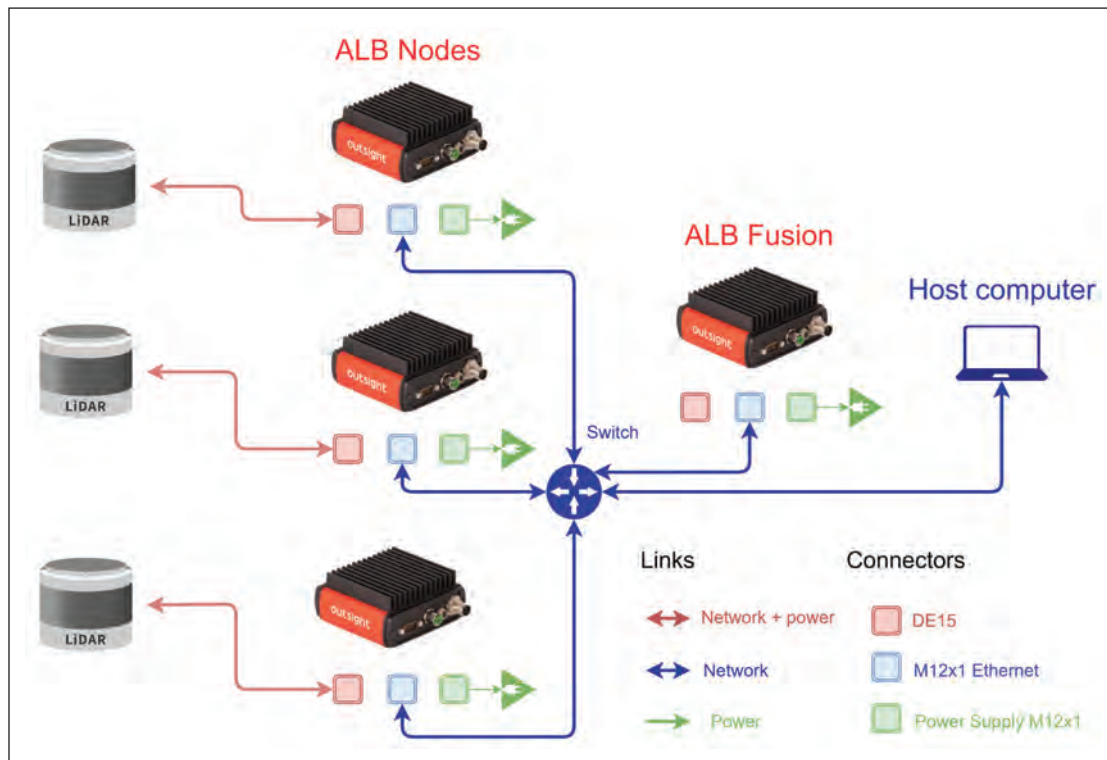 ALB Nodes
outsight
LiDAR
ALB Fusion
outsight
Host computer
outsight
LiDAR
Switch
Links
Connectors
outsight
Network + power
DE15
LiDAR
Network
M12x1 Ethernet
Power
Power Supply M12x1